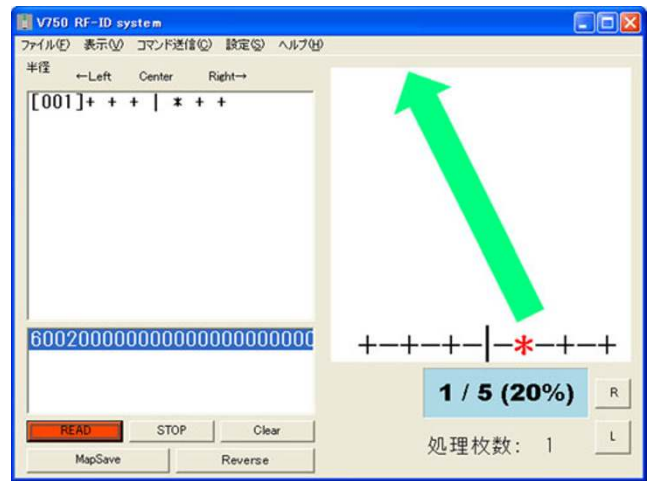 V750 RF-ID system
ファイル(F) 表示(V) コマンド送信(C) 設定(S) ヘルプ(H)
半径 ←Left Center Right→
[001]+ + + | * + +
+-+-+-|-*-+-+
1 / 5 (20%)
R
READ STOP Clear
処理枚数: 1
L
MapSave Reverse